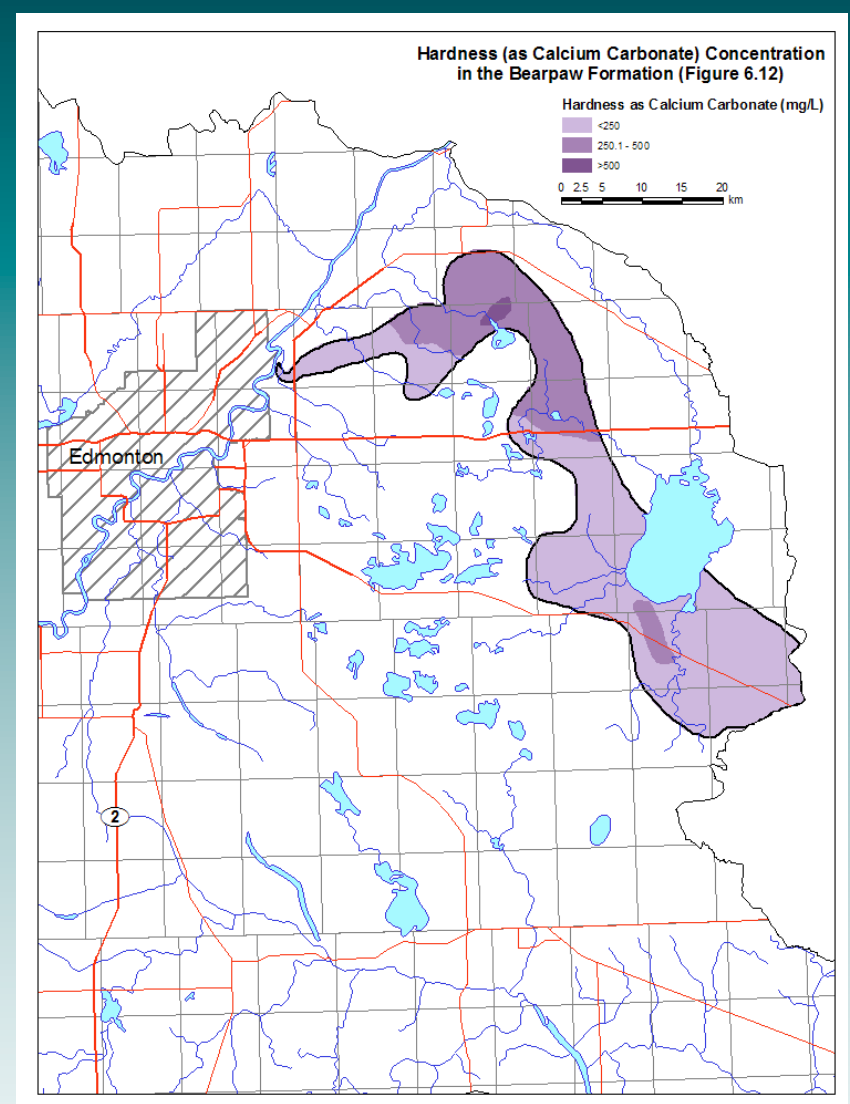 Hardness (as Calcium Carbonate) Concentration
in the Bearpaw Formation (Figure 6.12)
Hardness as Calcium Carbonate (mg/L)
<250
250.1 - 500
>500
0 2.5 5 10 15 20
km
Edmonton
2